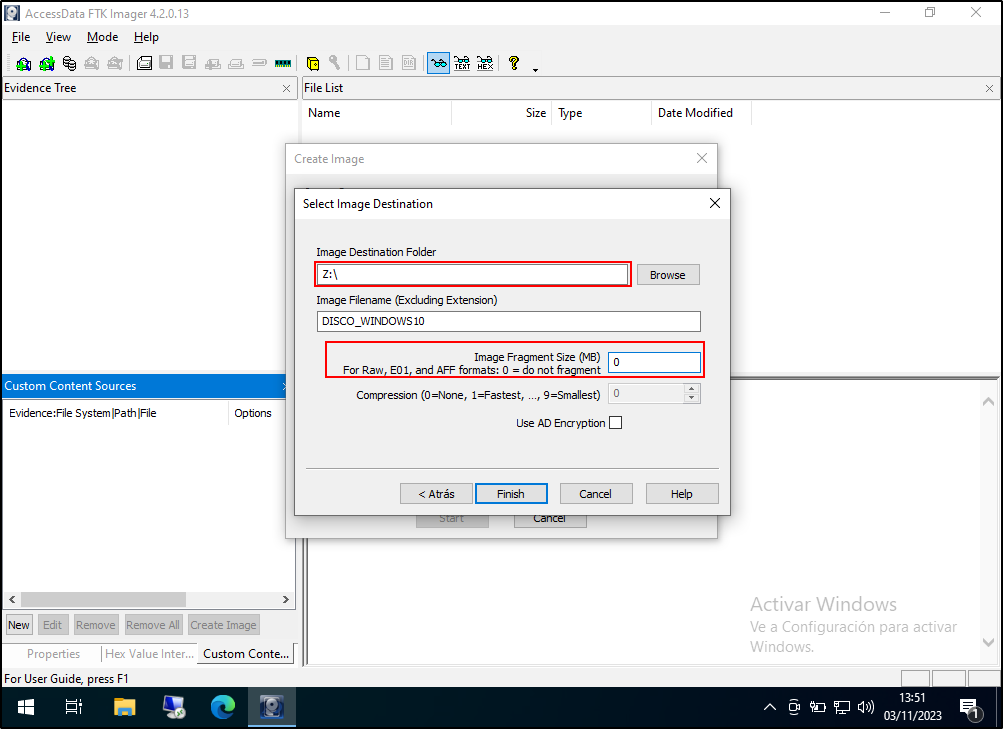 AccessData FTK Imager 4.2.0.13
File View Mode Help
TEXT HEX
Evidence Tree
File List
Name Size Type Date Modified
Create Image
Select Image Destination
Image Destination Folder
Z:\
Browse
Image Filename (Excluding Extension)
DISCO_WINDOWS10
Image Fragment Size (MB)
For Raw, E01, and AFF formats: 0 = do not fragment
0
Compression (0=None, 1=Fastest, ..., 9=Smallest)
0
Use AD Encryption
< Atrás
Finish
Cancel
Help
Start
Cancel
Custom Content Sources
Evidence:File System|Path|File Options
New Edit Remove Remove All Create Image
Properties Hex Value Inter... Custom Conte...
Activar Windows
Ve a Configuración para activar
Windows.
For User Guide, press F1
13:51
03/11/2023
1